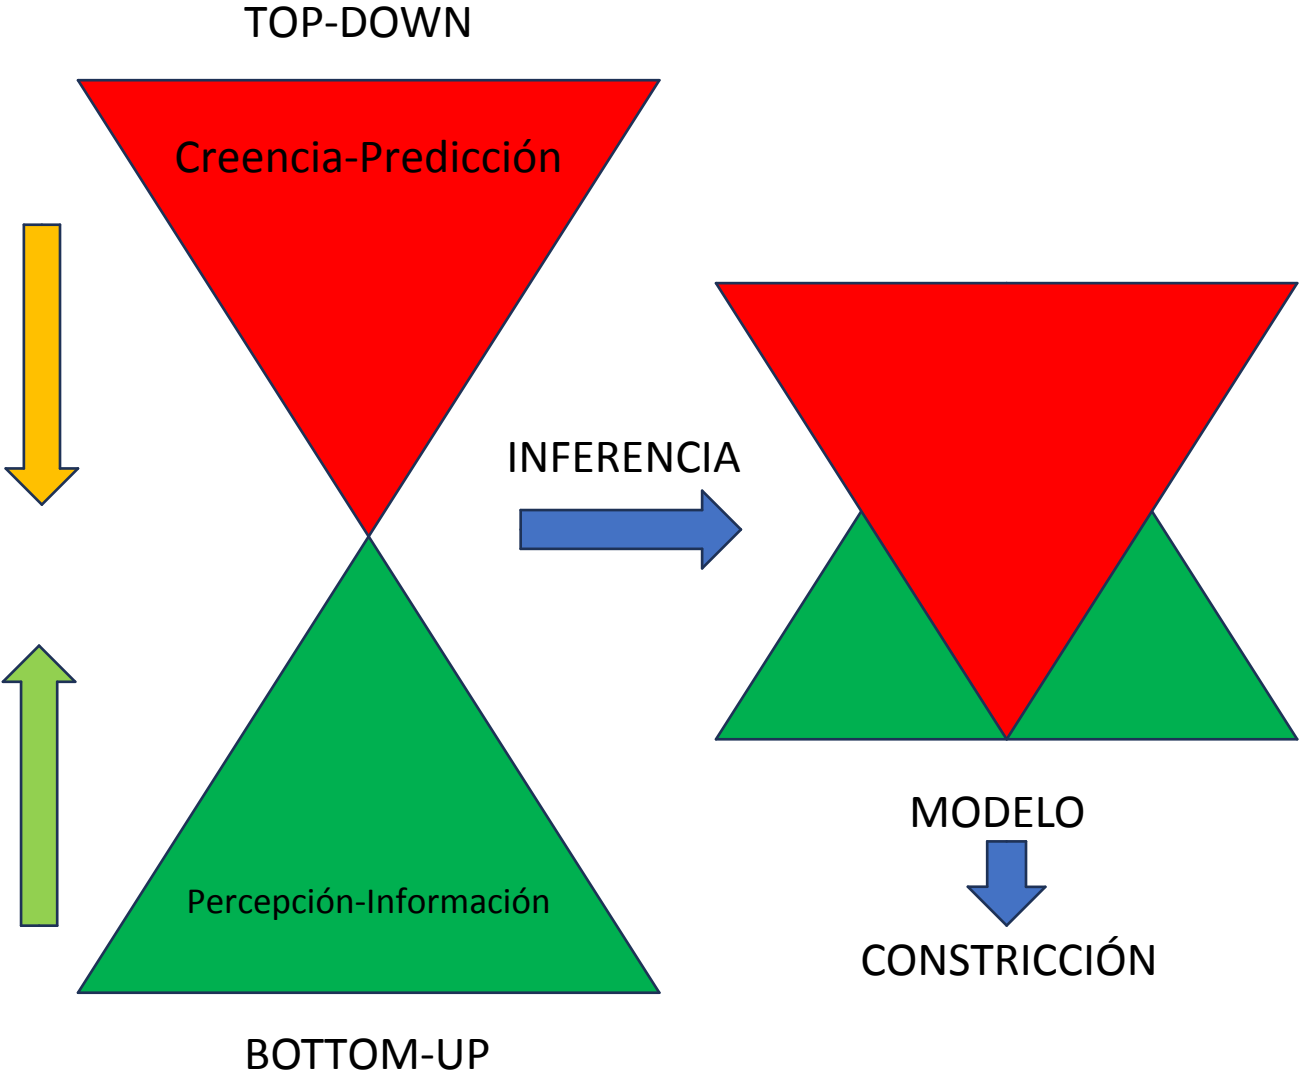 TOP-DOWN
Creencia-Predicción
INFERENCIA
MODELO
Percepción-Información
CONSTRICCIÓN
BOTTOM-UP